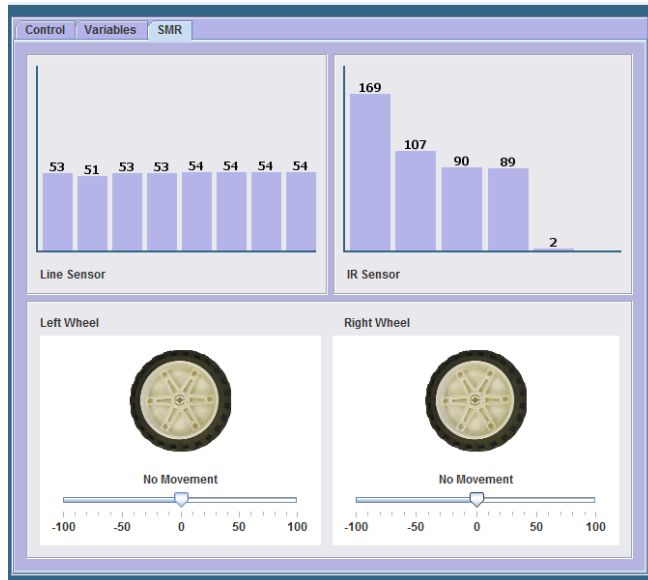 Control Variables SMR
53 51 53 53 54 54 54 54
Line Sensor
169 107 90 89 2
IR Sensor
Left Wheel
No Movement
-100 -50 0 50 100
Right Wheel
No Movement
-100 -50 0 50 100